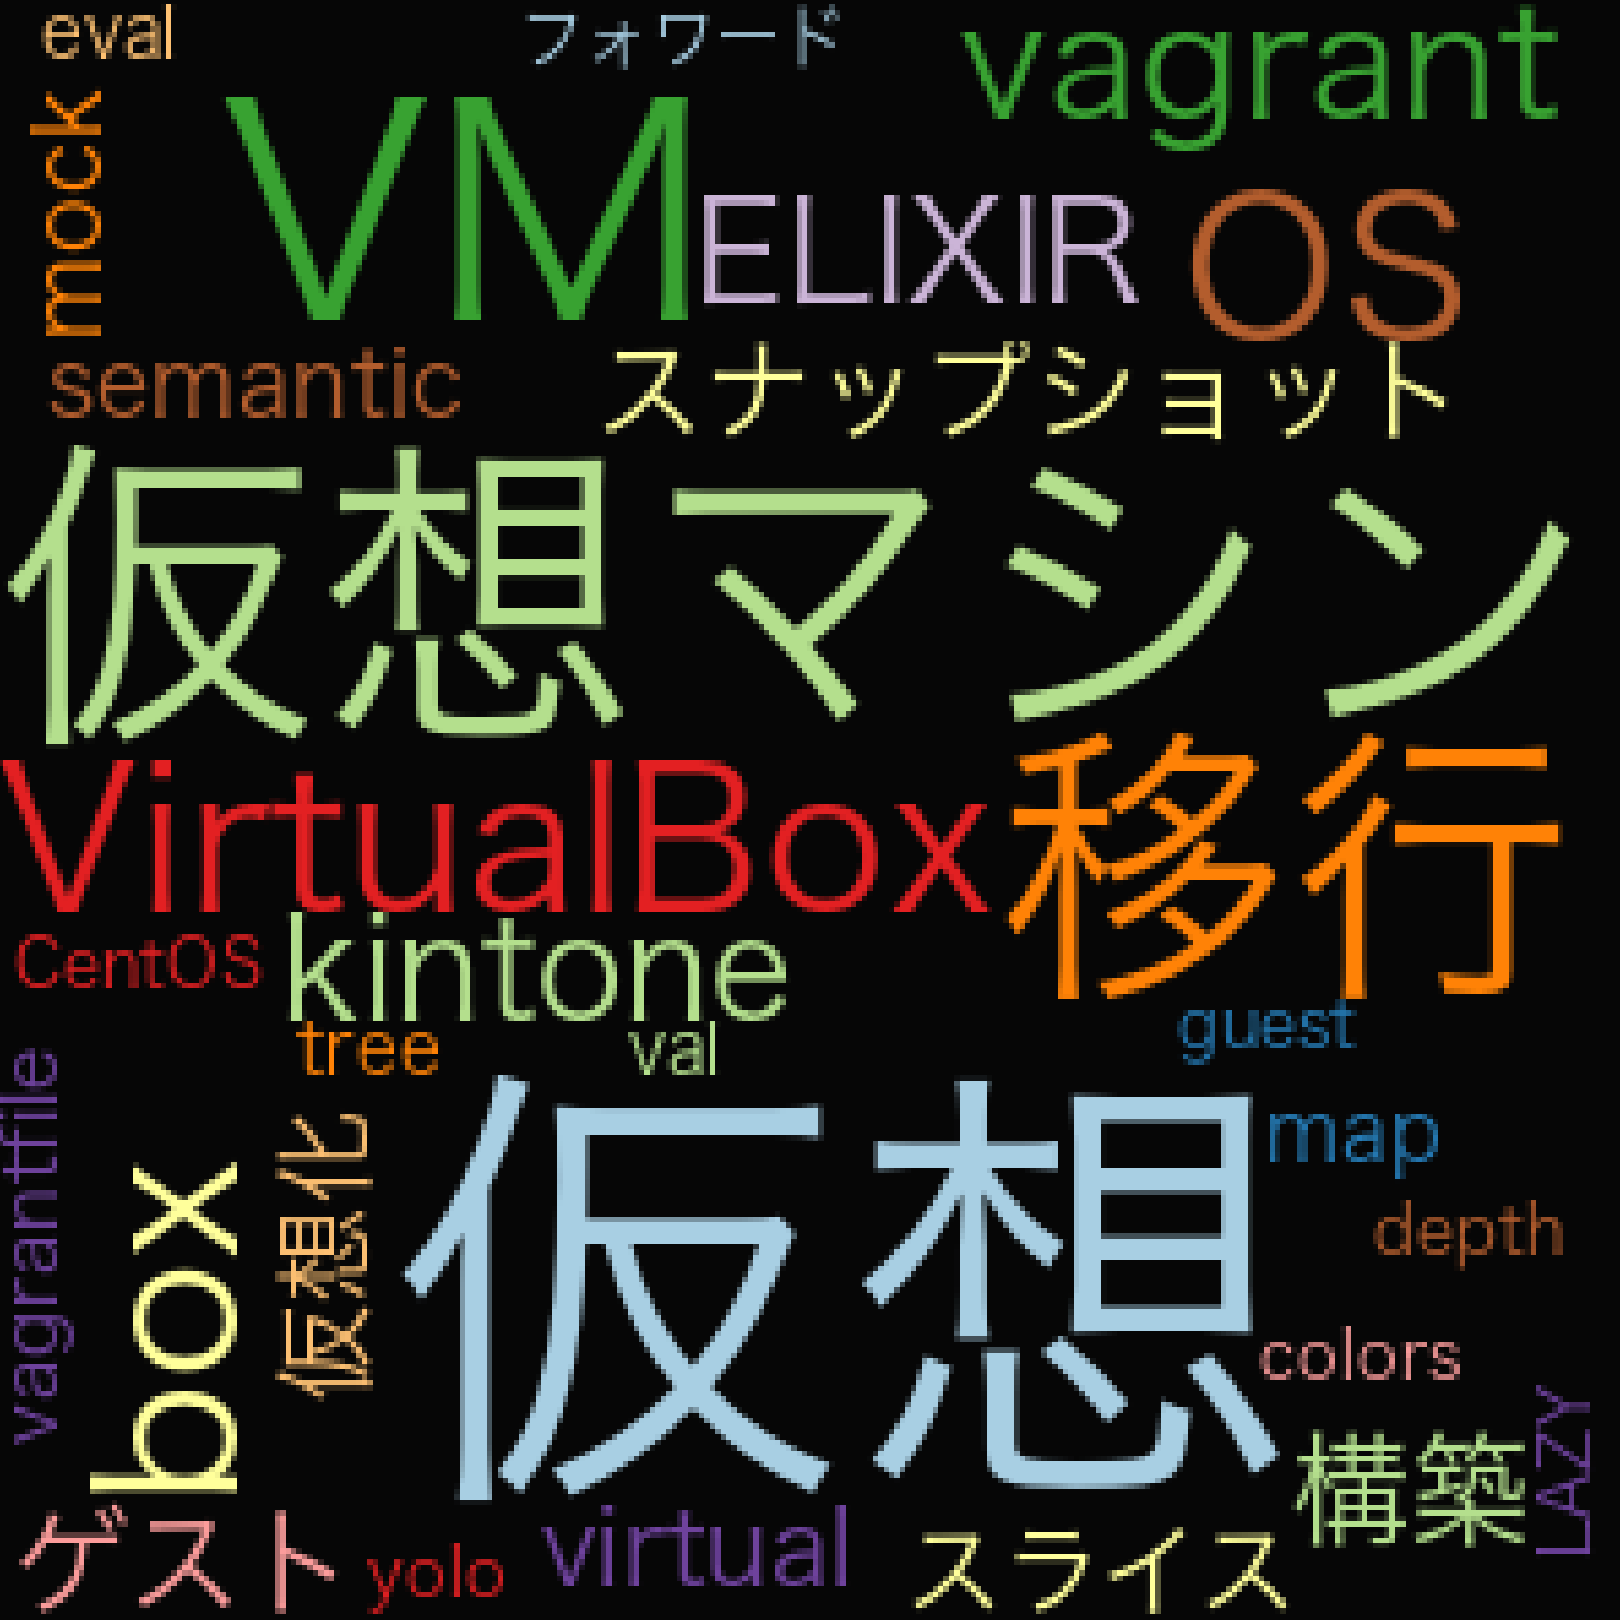 eval
フォワード
vagrant
mock
VM
ELIXIR
OS
semantic
スナップショット
仮想マシン
VirtualBox
移行
CentOS
kintone
guest
tree
val
vagrantfile
box
仮想化
仮想
map
depth
colors
構築
LAZY
ゲスト
yolo
virtual
スライス